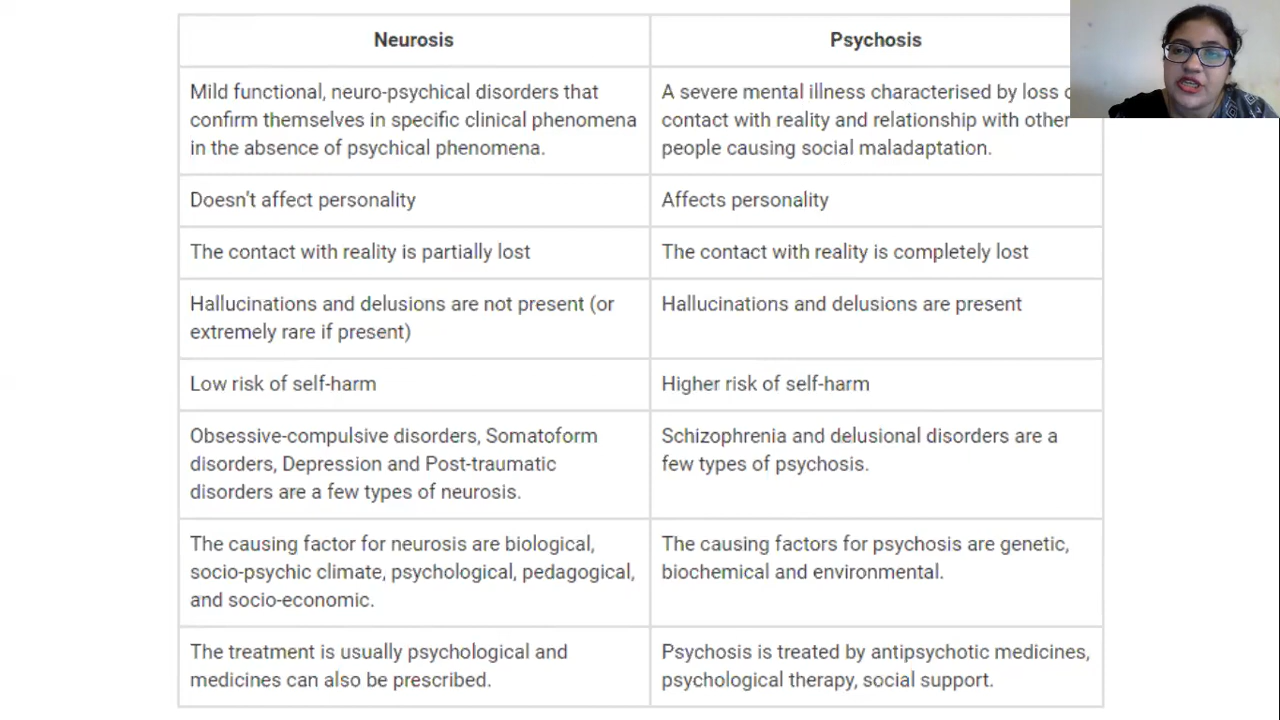 Neurosis
Psychosis
Mild functional, neuro-psychical disorders that
confirm themselves in specific clinical phenomena
in the absence of psychical phenomena.
A severe mental illness characterised by loss
contact with reality and relationship with other
people causing social maladaptation.
Doesn't affect personality
Affects personality
The contact with reality is partially lost
The contact with reality is completely lost
Hallucinations and delusions are not present (or
extremely rare if present)
Hallucinations and delusions are present
Low risk of self-harm
Higher risk of self-harm
Obsessive-compulsive disorders, Somatoform
disorders, Depression and Post-traumatic
disorders are a few types of neurosis.
Schizophrenia and delusional disorders are a
few types of psychosis.
The causing factor for neurosis are biological,
socio-psychic climate, psychological, pedagogical,
and socio-economic.
The causing factors for psychosis are genetic,
biochemical and environmental.
The treatment is usually psychological and
medicines can also be prescribed.
Psychosis is treated by antipsychotic medicines,
psychological therapy, social support.